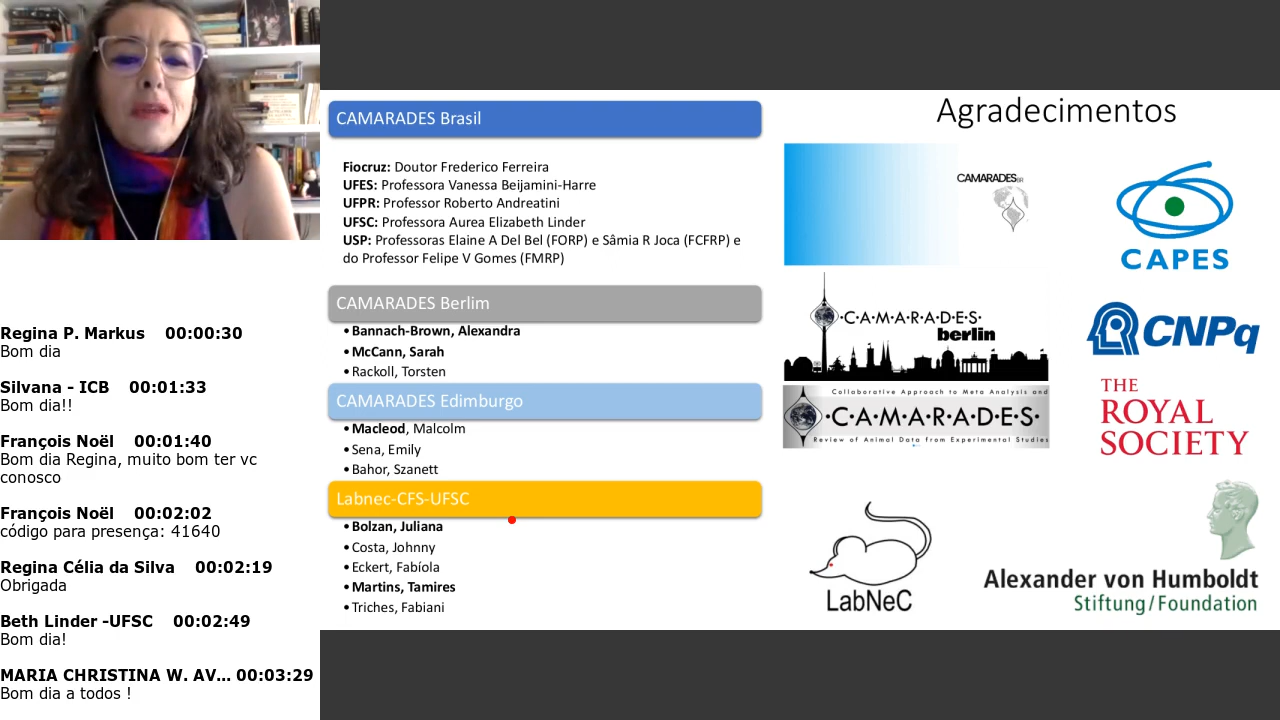 Regina P. Markus 00:00:30
Bom dia
Silvana - ICB 00:01:33
Bom dia!!
François Noël 00:01:40
Bom dia Regina, muito bom ter vc
conosco
François Noël 00:02:02
código para presença: 41640
Regina Célia da Silva 00:02:19
Obrigada
Beth Linder -UFSC 00:02:49
Bom dia!
MARIA CHRISTINA W. AV... 00:03:29
Bom dia a todos !
CAMARADES Brasil
Fiocruz: Doutor Frederico Ferreira
UFES: Professora Vanessa Beijamini-Harre
UFPR: Professor Roberto Andreatini
UFSC: Professora Aurea Elizabeth Linder
USP: Professoras Elaine A Del Bel (FORP) e Sâmia R Joca (FCFRP) e
do Professor Felipe V Gomes (FMRP)
CAMARADES Berlim
• Bannach-Brown, Alexandra
• McCann, Sarah
• Rackoll, Torsten
CAMARADES Edimburgo
• Macleod, Malcolm
• Sena, Emily
• Bahor, Szanett
Labnec-CFS-UFSC
• Bolzan, Juliana
• Costa, Johnny
• Eckert, Fabíola
• Martins, Tamires
• Triches, Fabiani
Agradecimentos
CAMARADES BR
CAPES
C·A·M·A·R·A·D·E·S·
berlin
CNPq
Collaborative Approach to Meta Analysis and
·C·A·M·A·R·A·D·E·S·
Review of Animal Data from Experimental Studies
THE
ROYAL
SOCIETY
LabNeC
Alexander von Humboldt
Stiftung/Foundation